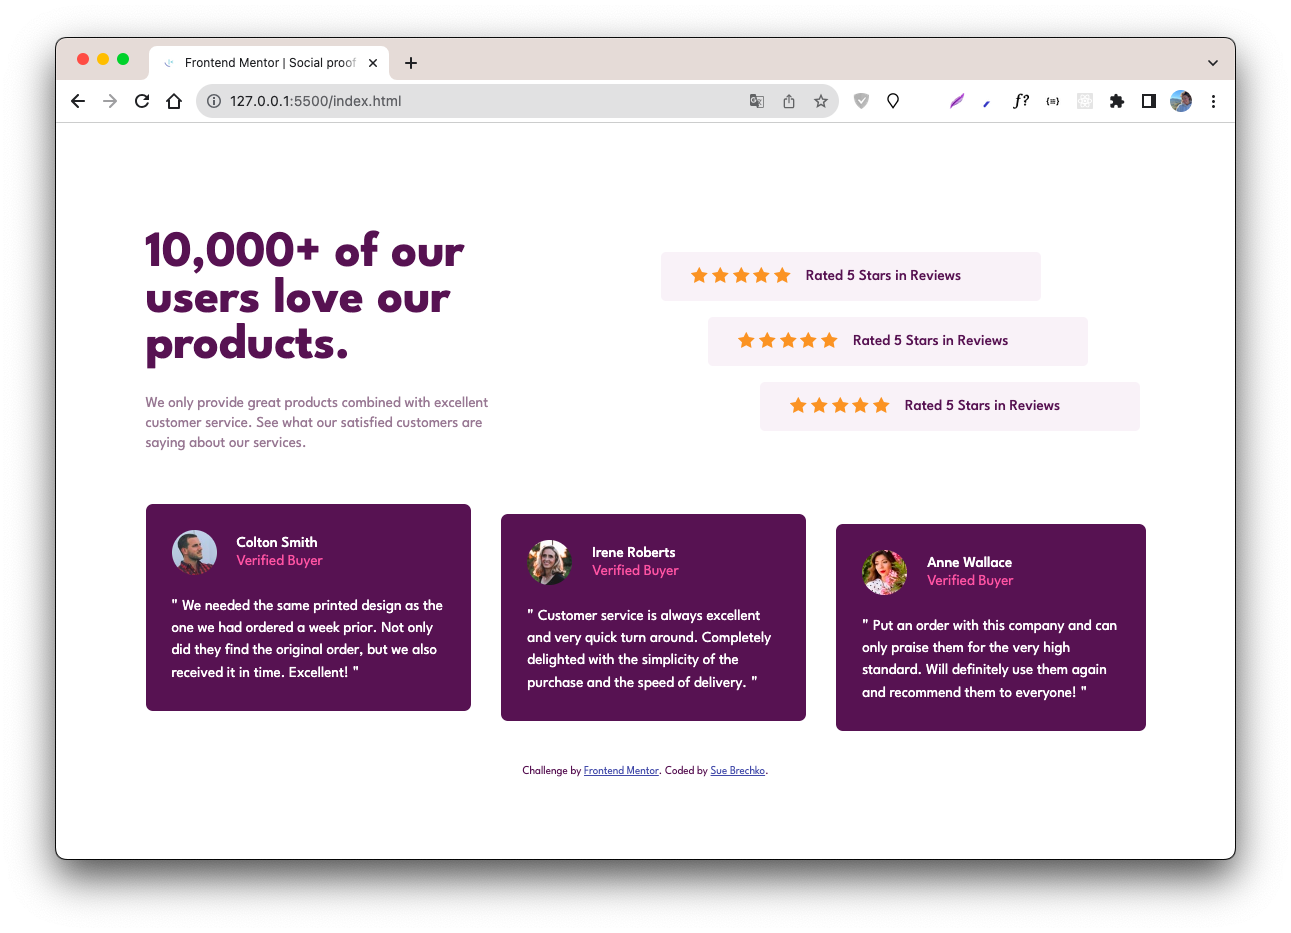 Frontend Mentor | Social proof
127.0.0.1:5500/index.html
f?
10,000+ of our
users love our
products.
We only provide great products combined with excellent
customer service. See what our satisfied customers are
saying about our services.
Rated 5 Stars in Reviews
Rated 5 Stars in Reviews
Rated 5 Stars in Reviews
Colton Smith
Verified Buyer
" We needed the same printed design as the
one we had ordered a week prior. Not only
did they find the original order, but we also
received it in time. Excellent! "
Irene Roberts
Verified Buyer
" Customer service is always excellent
and very quick turn around. Completely
delighted with the simplicity of the
purchase and the speed of delivery. "
Anne Wallace
Verified Buyer
" Put an order with this company and can
only praise them for the very high
standard. Will definitely use them again
and recommend them to everyone! "
Challenge by Frontend Mentor. Coded by Sue Brechko.